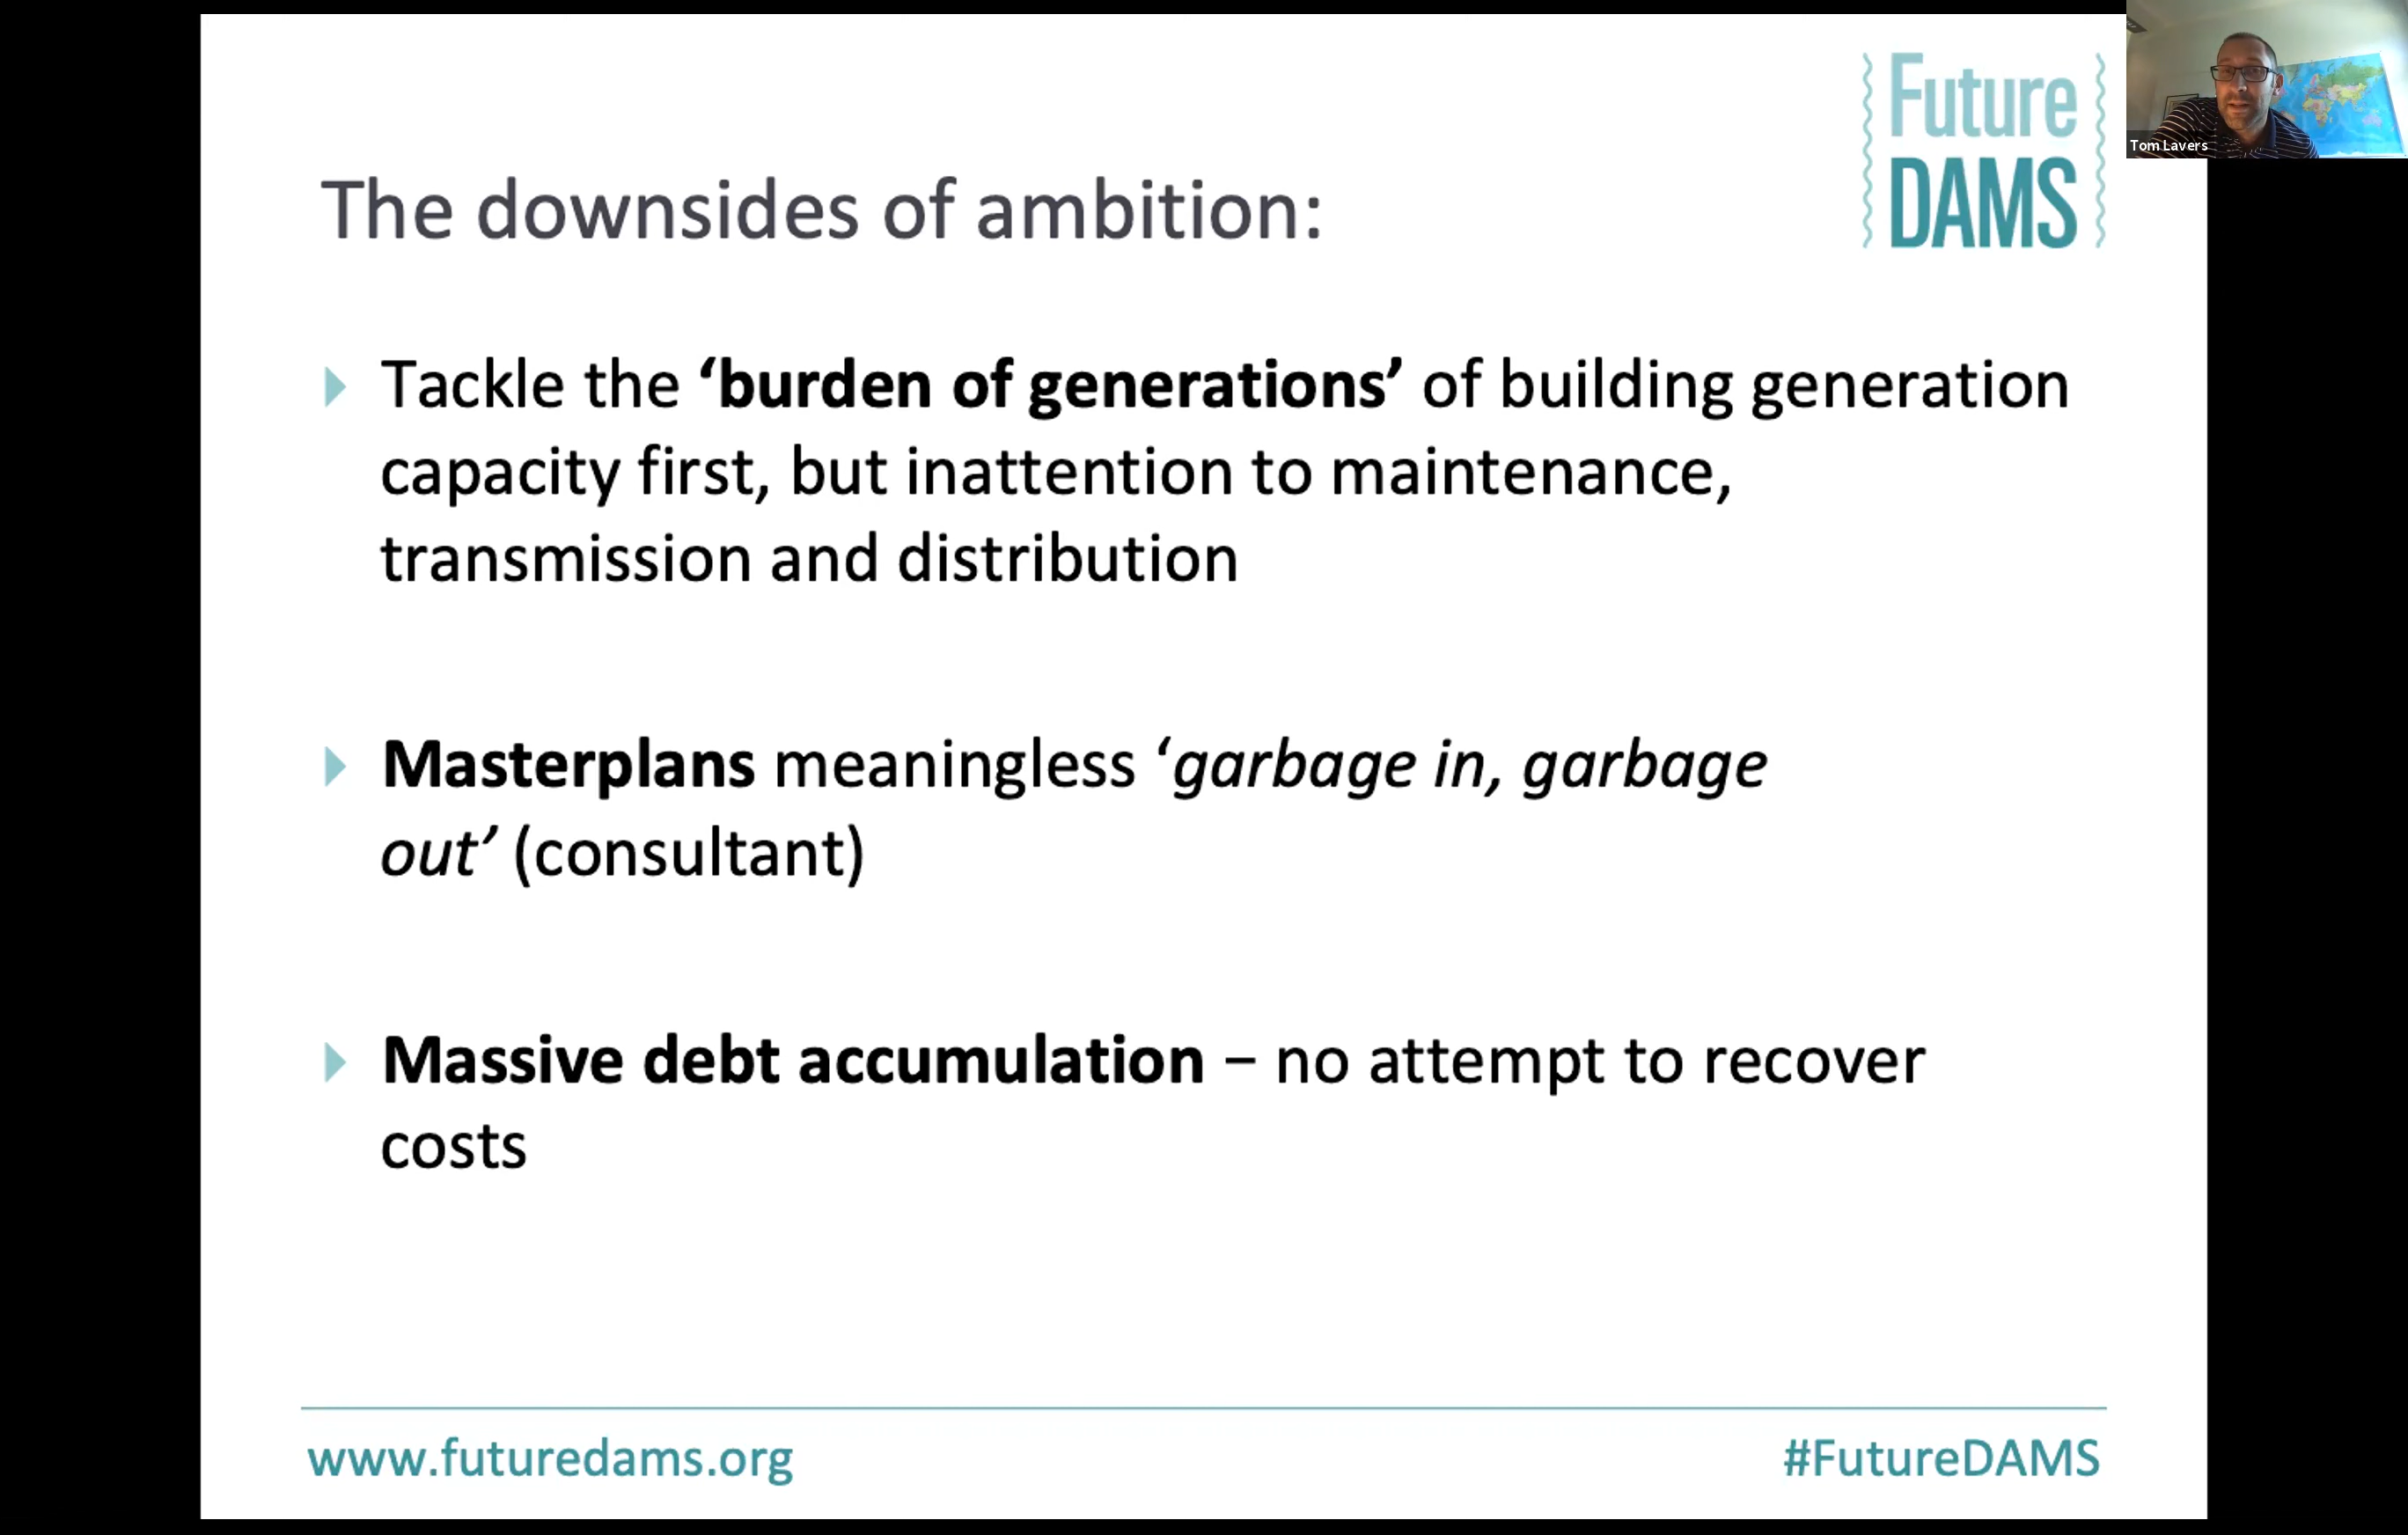 Future
DAMS
Tom Lavers
The downsides of ambition:
Tackle the ‘burden of generations’ of building generation
capacity first, but inattention to maintenance,
transmission and distribution
Masterplans meaningless ‘garbage in, garbage
out’ (consultant)
Massive debt accumulation – no attempt to recover
costs
www.futuredams.org
#FutureDAMS